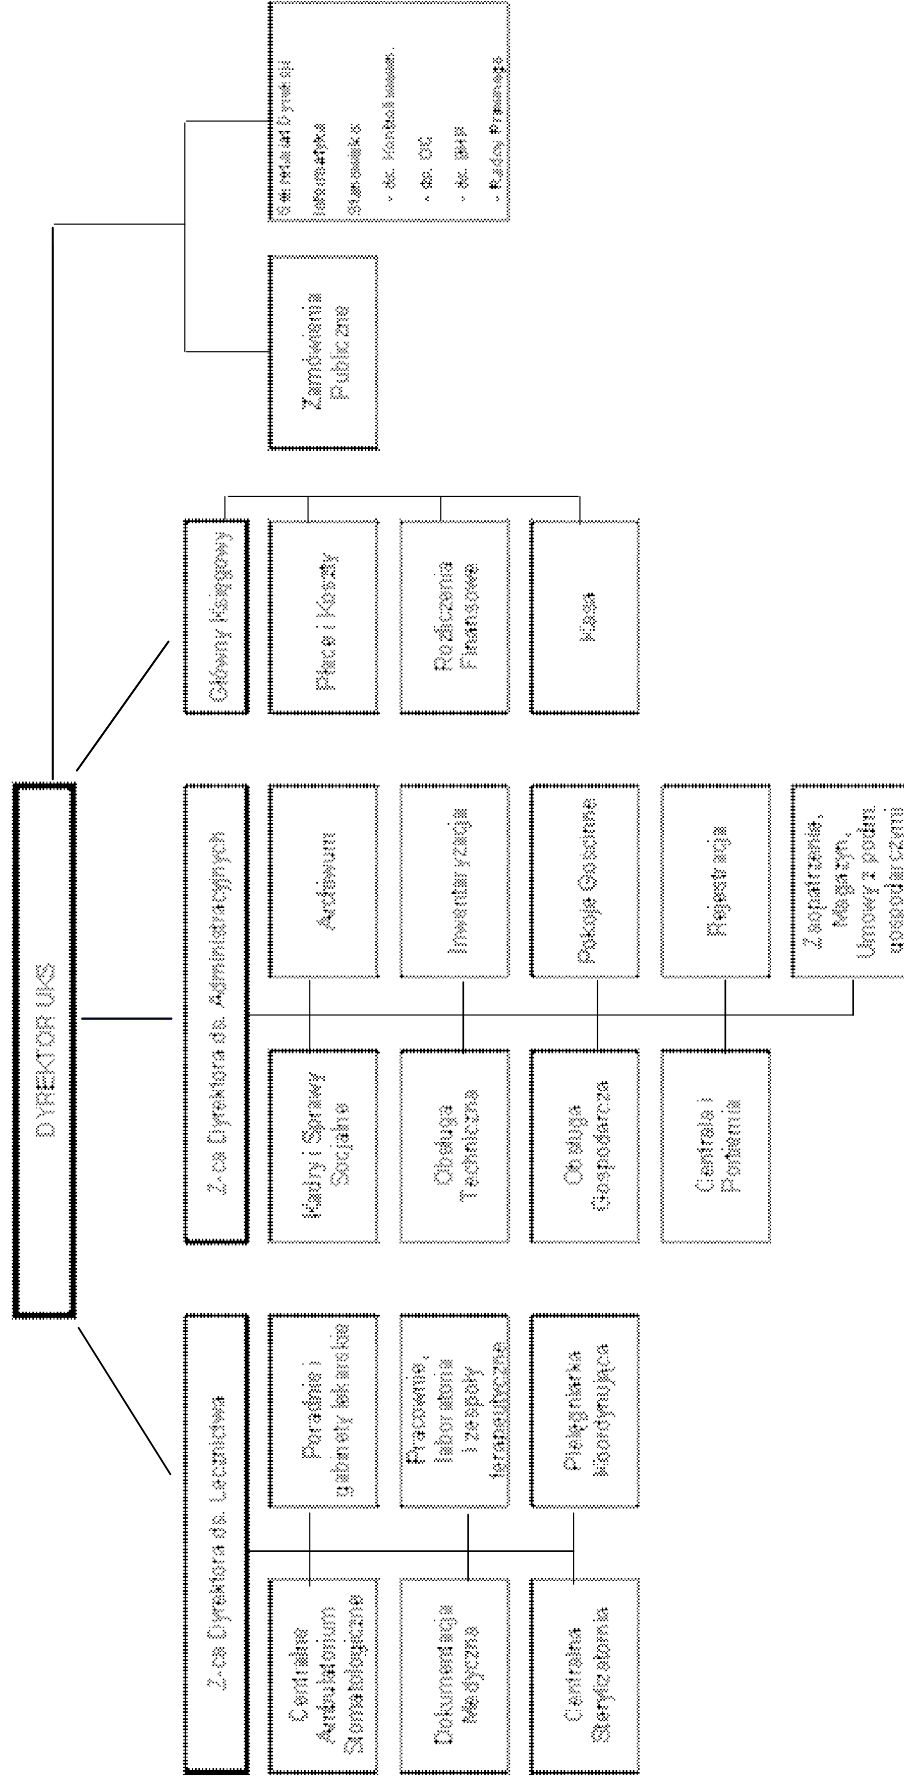 DYREKTOR UKS
Z-ca Dyrektora ds. Lecznictwa
Centralne
Ambulatorium
Stomatologiczne
Poradnie i
gabinety lekarskie
Dokumentacja
Medyczna
Pracownie,
laboratoria
i zespoły
terapeutyczne
Centralna
Sterylizatornia
Pielęgniarka
Koordynująca
Z-ca Dyrektora ds. Administracyjnych
Kadry i Sprawy
Socjalne
Archiwum
Obsługa
Techniczna
Inwentaryzacja
Obsługa
Gospodarcza
Pokoje Gościnne
Centrala i
Portiernia
Rejestracja
Zaopatrzenie,
Magazyn,
Umowy z podm.
gospodarczymi
Główny Księgowy
Płace i Koszty
Rozliczenia
Finansowe
Kasa
Zamówienia
Publiczne
Sekretariat Dyrekcji
Informatyka
Stanowiska
- ds. Kontroli wewn.
- ds. OC
- ds. BHP
- Radcy Prawnego